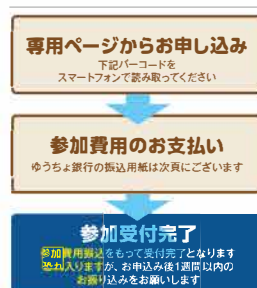 専用ページからお申し込み
下記バーコードを
スマートフォンで読み取ってください
参加費用のお支払い
ゆうちょ銀行の振込用紙は次頁にございます
参加受付完了
参加費用振込をもって受付完了となります
恐れ入りますが、お申込み後1週間以内の
お振り込みをお願いします